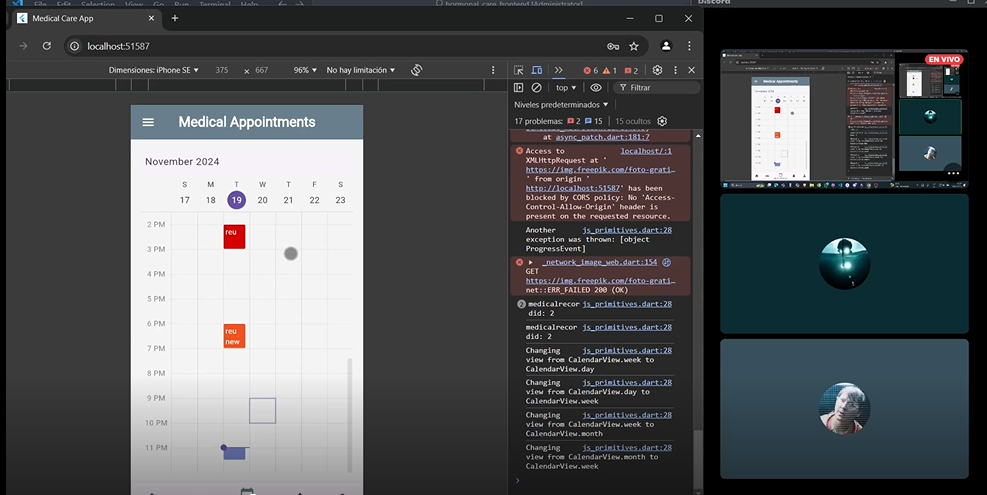 File Edit Selection View Go Run Terminal Help
hormonal_care_frontend [Administrador]
Discord
Medical Care App
localhost:51587
Dimensiones: iPhone SE
375
×
667
96%
No hay limitación
6
1
2
top
Filtrar
Niveles predeterminados
17 problemas:
2
15
15 ocultos
Medical Appointments
November 2024
S M T W T F S
17 18 19 20 21 22 23
2 PM
3 PM
4 PM
5 PM
6 PM
7 PM
8 PM
9 PM
10 PM
11 PM
reu
reu
new
at async_patch.dart:181:7
Access to localhost/:1
XMLHttpRequest at '
https://img.freepik.com/foto-grati…
' from origin '
http://localhost:51587' has been
blocked by CORS policy: No 'Access-
Control-Allow-Origin' header is
present on the requested resource.
Another js_primitives.dart:28
exception was thrown: [object
ProgressEvent]
_network_image_web.dart:154
GET
https://img.freepik.com/foto-grati…
net::ERR_FAILED 200 (OK)
2 medicalrecor js_primitives.dart:28
did: 2
medicalrecor js_primitives.dart:28
did: 2
Changing js_primitives.dart:28
view from CalendarView.week to
CalendarView.day
Changing js_primitives.dart:28
view from CalendarView.day to
CalendarView.week
Changing js_primitives.dart:28
view from CalendarView.week to
CalendarView.month
Changing js_primitives.dart:28
view from CalendarView.month to
CalendarView.week
EN VIVO
Medical Appointments